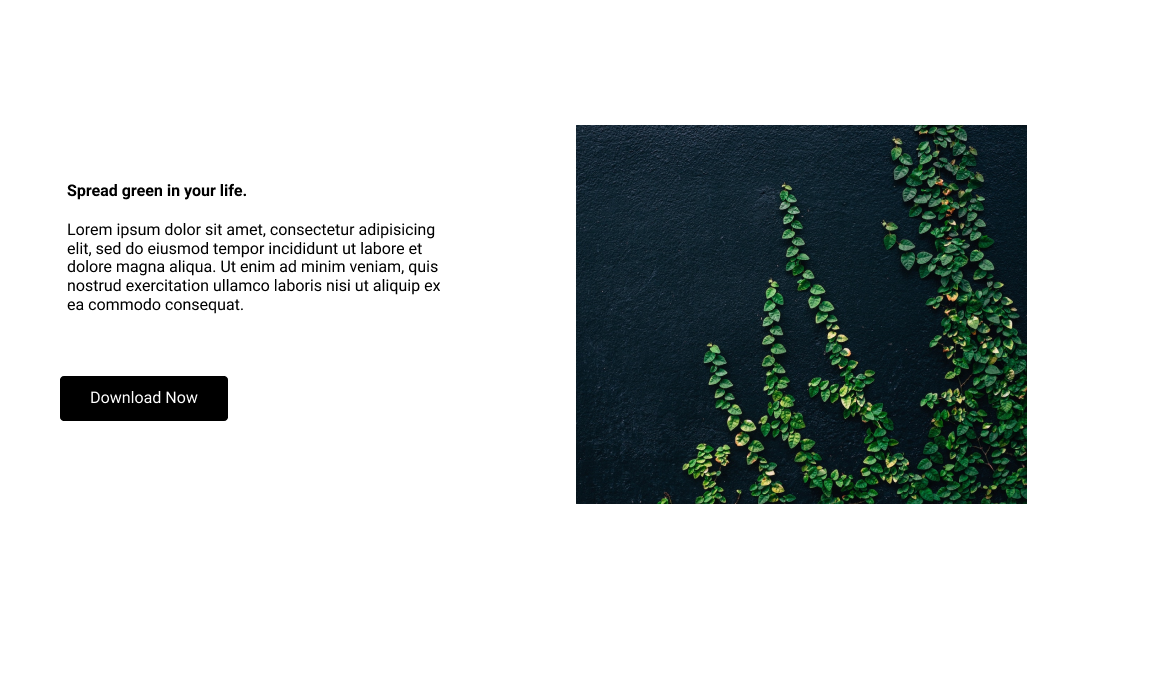 Spread green in your life.
Lorem ipsum dolor sit amet, consectetur adipisicing
elit, sed do eiusmod tempor incididunt ut labore et
dolore magna aliqua. Ut enim ad minim veniam, quis
nostrud exercitation ullamco laboris nisi ut aliquip ex
ea commodo consequat.
Download Now